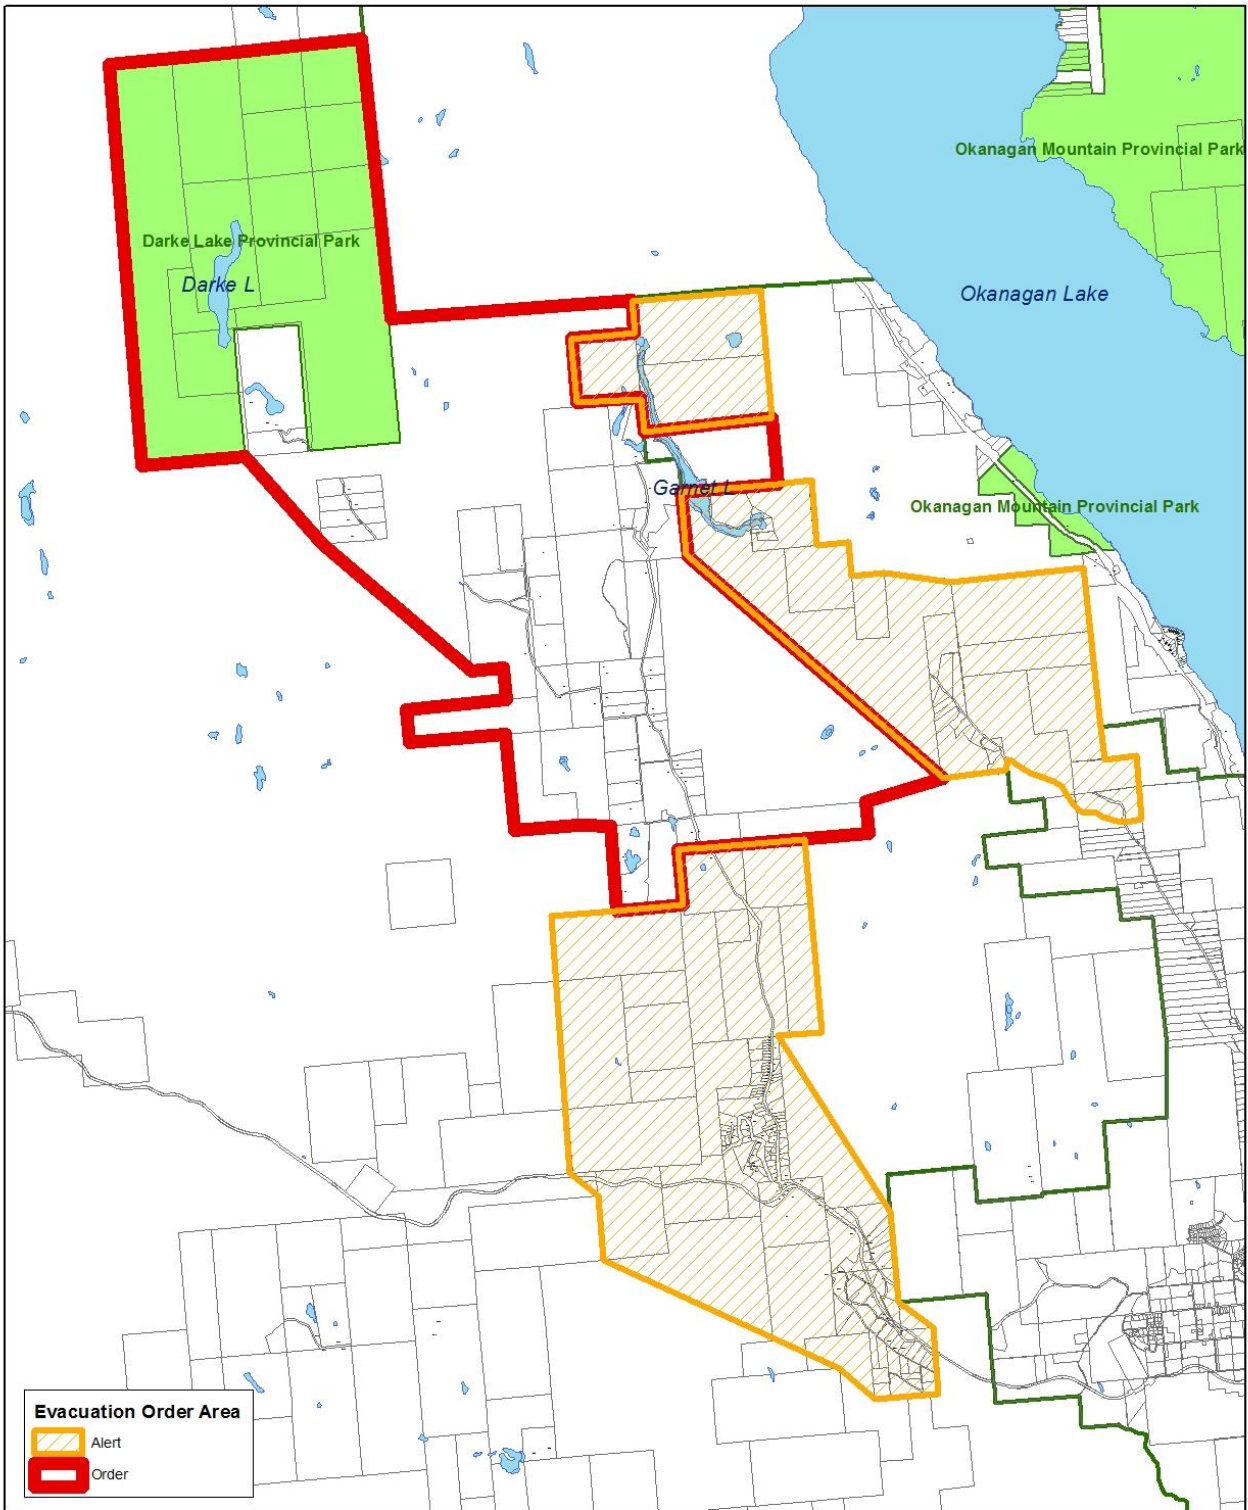 Okanagan Mountain Provincial Park
Darke Lake Provincial Park
Darke L
Okanagan Lake
Garnet L
Okanagan Mountain Provincial Park
Evacuation Order Area
Alert
Order